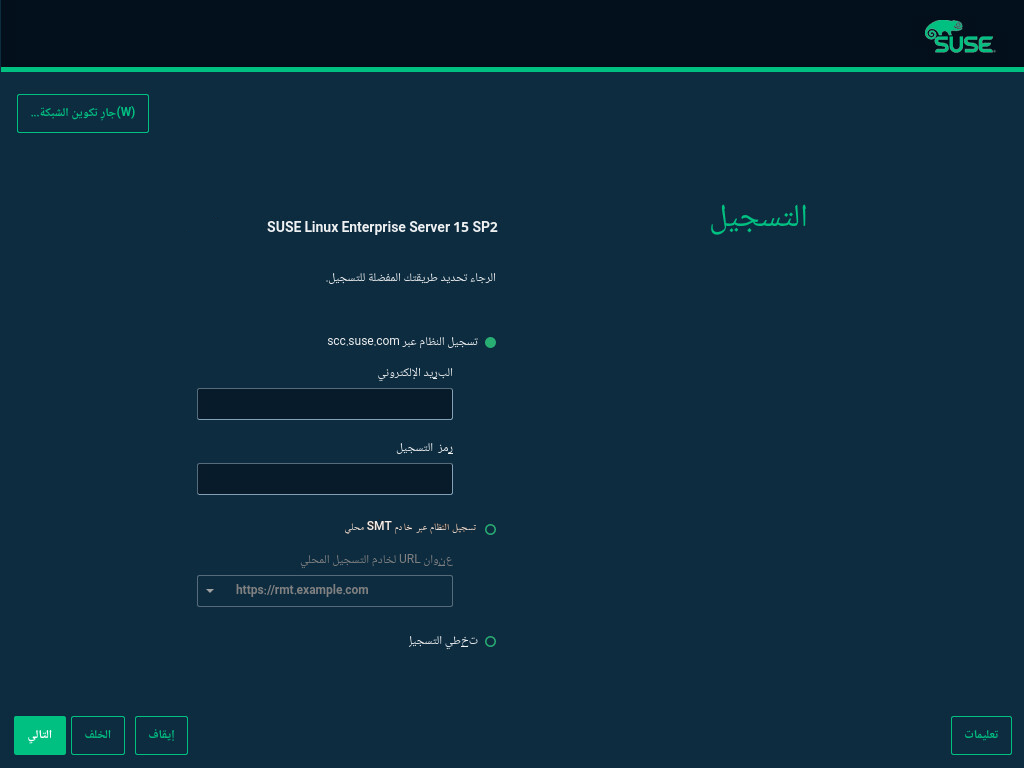 SUSE
جارٍ تكوين الشبكة(W)...
التسجيل
SUSE Linux Enterprise Server 15 SP2
الرجاء تحديد طريقتك المفضلة للتسجيل.
تسجيل النظام عبر scc.suse.com
البريد الإلكتروني
رمز التسجيل
تسجيل النظام عبر خادم SMT محلي
عنوان URL لخادم التسجيل المحلي
https://rmt.example.com
تخطي التسجيل
تعليمات
إيقاف
الخلف
التالي